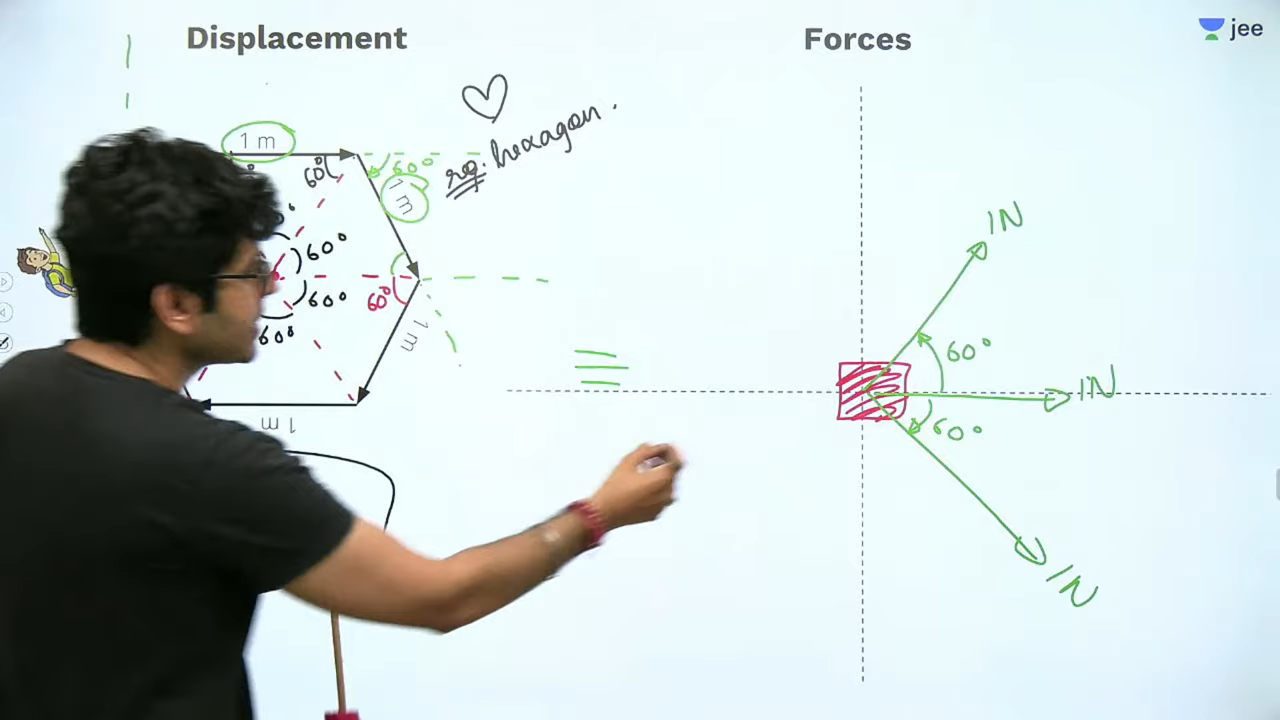 Displacement
Forces
jee
1 m
60°
60°
1 m
reg. hexagon.
60°
60°
60°
60°
1 m
1 m
1N
60°
1N
60°
1N